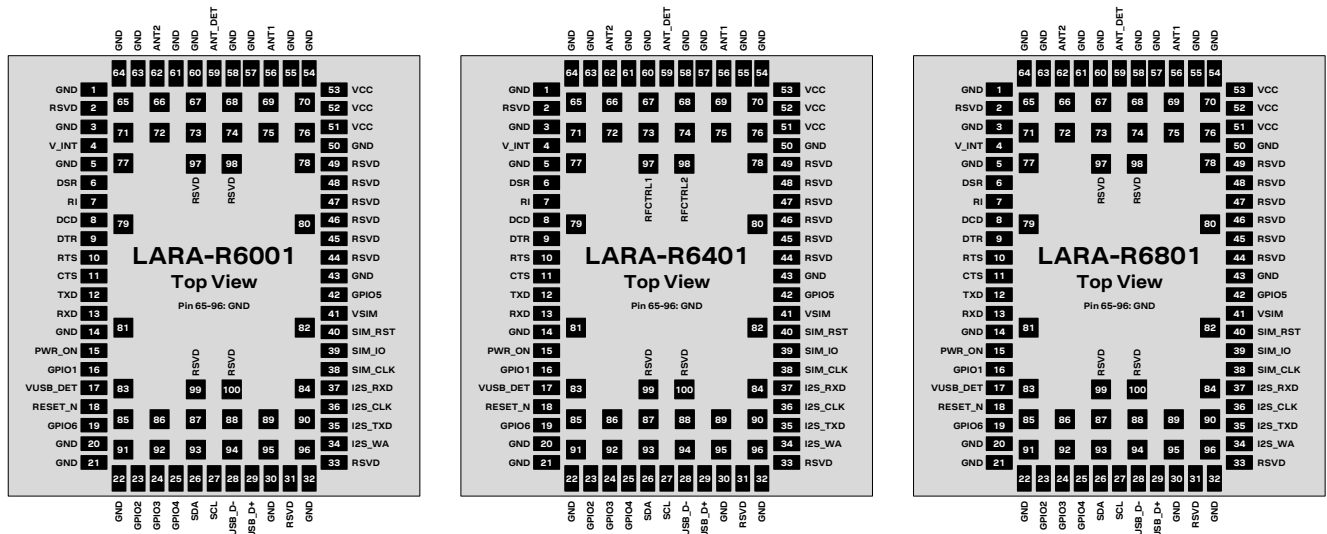 GND GND ANT2 GND GND ANT_DET GND GND ANT1 GND GND
64 63 62 61 60 59 58 57 56 55 54
GND 1 53 VCC
65 66 67 68 69 70
RSVD 2 52 VCC
GND 3 51 VCC
71 72 73 74 75 76
V_INT 4 50 GND
GND 5 77 97 98 78 49 RSVD
RSVD RSVD
DSR 6 48 RSVD
RI 7 47 RSVD
DCD 8 79 80 46 RSVD
DTR 9 45 RSVD
RTS 10 44 RSVD
LARA-R6001
CTS 11 43 GND
Top View
TXD 12 42 GPIO5
Pin 65-96: GND
RXD 13 41 VSIM
GND 14 81 82 40 SIM_RST
PWR_ON 15 39 SIM_IO
RSVD RSVD
GPIO1 16 38 SIM_CLK
VUSB_DET 17 83 99 100 84 37 I2S_RXD
RESET_N 18 36 I2S_CLK
GPIO6 19 85 86 87 88 89 90 35 I2S_TXD
GND 20 34 I2S_WA
91 92 93 94 95 96
GND 21 33 RSVD
22 23 24 25 26 27 28 29 30 31 32
GND GPIO2 GPIO3 GPIO4 SDA SCL USB_D- USB_D+ GND RSVD GND
GND GND ANT2 GND GND ANT_DET GND GND ANT1 GND GND
64 63 62 61 60 59 58 57 56 55 54
GND 1 53 VCC
65 66 67 68 69 70
RSVD 2 52 VCC
GND 3 51 VCC
71 72 73 74 75 76
V_INT 4 50 GND
GND 5 77 97 98 78 49 RSVD
RFCTRL1 RFCTRL2
DSR 6 48 RSVD
RI 7 47 RSVD
DCD 8 79 80 46 RSVD
DTR 9 45 RSVD
RTS 10 44 RSVD
LARA-R6401
CTS 11 43 GND
Top View
TXD 12 42 GPIO5
Pin 65-96: GND
RXD 13 41 VSIM
GND 14 81 82 40 SIM_RST
PWR_ON 15 39 SIM_IO
RSVD RSVD
GPIO1 16 38 SIM_CLK
VUSB_DET 17 83 99 100 84 37 I2S_RXD
RESET_N 18 36 I2S_CLK
GPIO6 19 85 86 87 88 89 90 35 I2S_TXD
GND 20 34 I2S_WA
91 92 93 94 95 96
GND 21 33 RSVD
22 23 24 25 26 27 28 29 30 31 32
GND GPIO2 GPIO3 GPIO4 SDA SCL USB_D- USB_D+ GND RSVD GND
GND GND ANT2 GND GND ANT_DET GND GND ANT1 GND GND
64 63 62 61 60 59 58 57 56 55 54
GND 1 53 VCC
65 66 67 68 69 70
RSVD 2 52 VCC
GND 3 51 VCC
71 72 73 74 75 76
V_INT 4 50 GND
GND 5 77 97 98 78 49 RSVD
RSVD RSVD
DSR 6 48 RSVD
RI 7 47 RSVD
DCD 8 79 80 46 RSVD
DTR 9 45 RSVD
RTS 10 44 RSVD
LARA-R6801
CTS 11 43 GND
Top View
TXD 12 42 GPIO5
Pin 65-96: GND
RXD 13 41 VSIM
GND 14 81 82 40 SIM_RST
PWR_ON 15 39 SIM_IO
RSVD RSVD
GPIO1 16 38 SIM_CLK
VUSB_DET 17 83 99 100 84 37 I2S_RXD
RESET_N 18 36 I2S_CLK
GPIO6 19 85 86 87 88 89 90 35 I2S_TXD
GND 20 34 I2S_WA
91 92 93 94 95 96
GND 21 33 RSVD
22 23 24 25 26 27 28 29 30 31 32
GND GPIO2 GPIO3 GPIO4 SDA SCL USB_D- USB_D+ GND RSVD GND